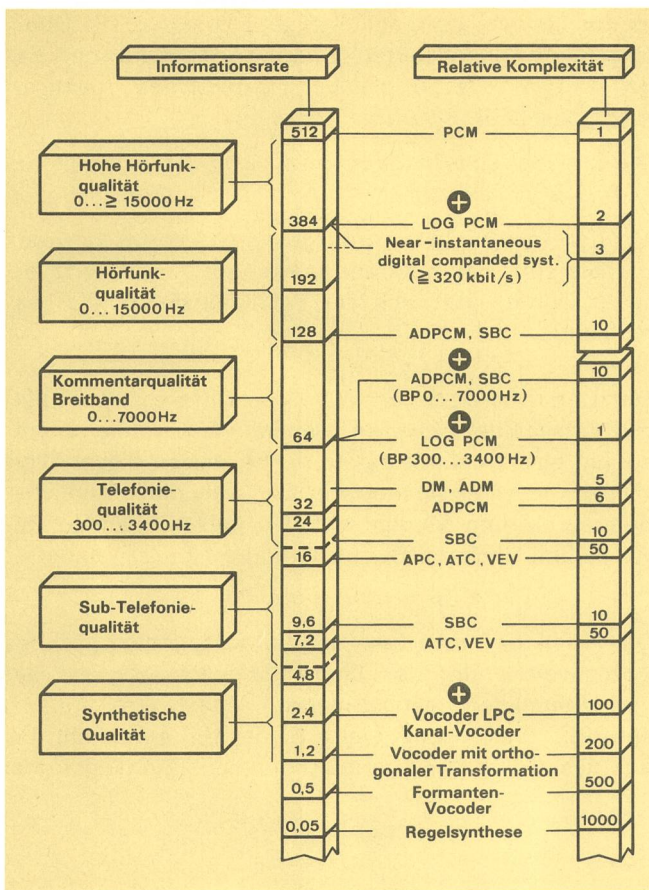 Informationsrate
Relative Komplexität
512
PCM
1
Hohe Hörfunk-
qualität
0...≥ 15000 Hz
384
LOG PCM
2
Near-instantaneous
digital companded syst.
(≧ 320 kbit/s)
3
Hörfunk-
qualität
0...15000 Hz
192
128
ADPCM, SBC
10
Kommentarqualität
Breitband
0...7000 Hz
ADPCM, SBC
(BP 0...7000 Hz)
10
64
LOG PCM
(BP 300...3400 Hz)
1
Telefonie-
qualität
300...3400 Hz
DM, ADM
5
32
ADPCM
6
24
SBC
10
16
APC, ATC, VEV
50
Sub-Telefonie-
qualität
9,6
SBC
10
7,2
ATC, VEV
50
4,8
Synthetische
Qualität
2,4
Vocoder LPC
Kanal-Vocoder
100
1,2
Vocoder mit ortho-
gonaler Transformation
200
0,5
Formanten-
Vocoder
500
0,05
Regelsynthese
1000